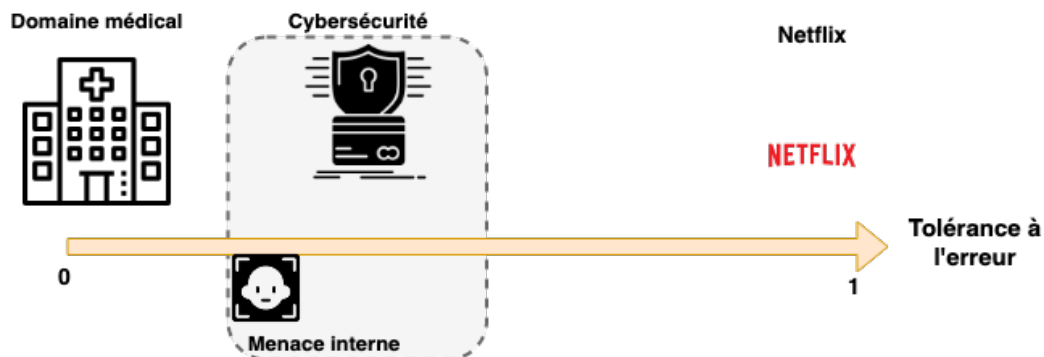 Domaine médical
Cybersécurité
Netflix
NETFLIX
Tolérance à
l'erreur
0
1
Menace interne